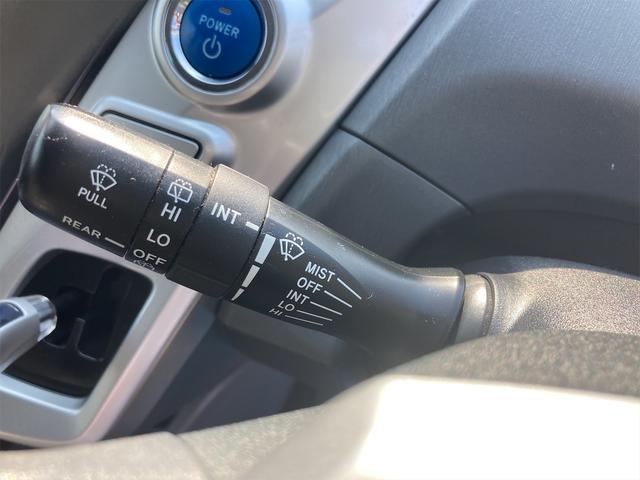 POWER
PULL
REAR
HI
LO
OFF
INT
MIST
OFF
INT
LO
HI